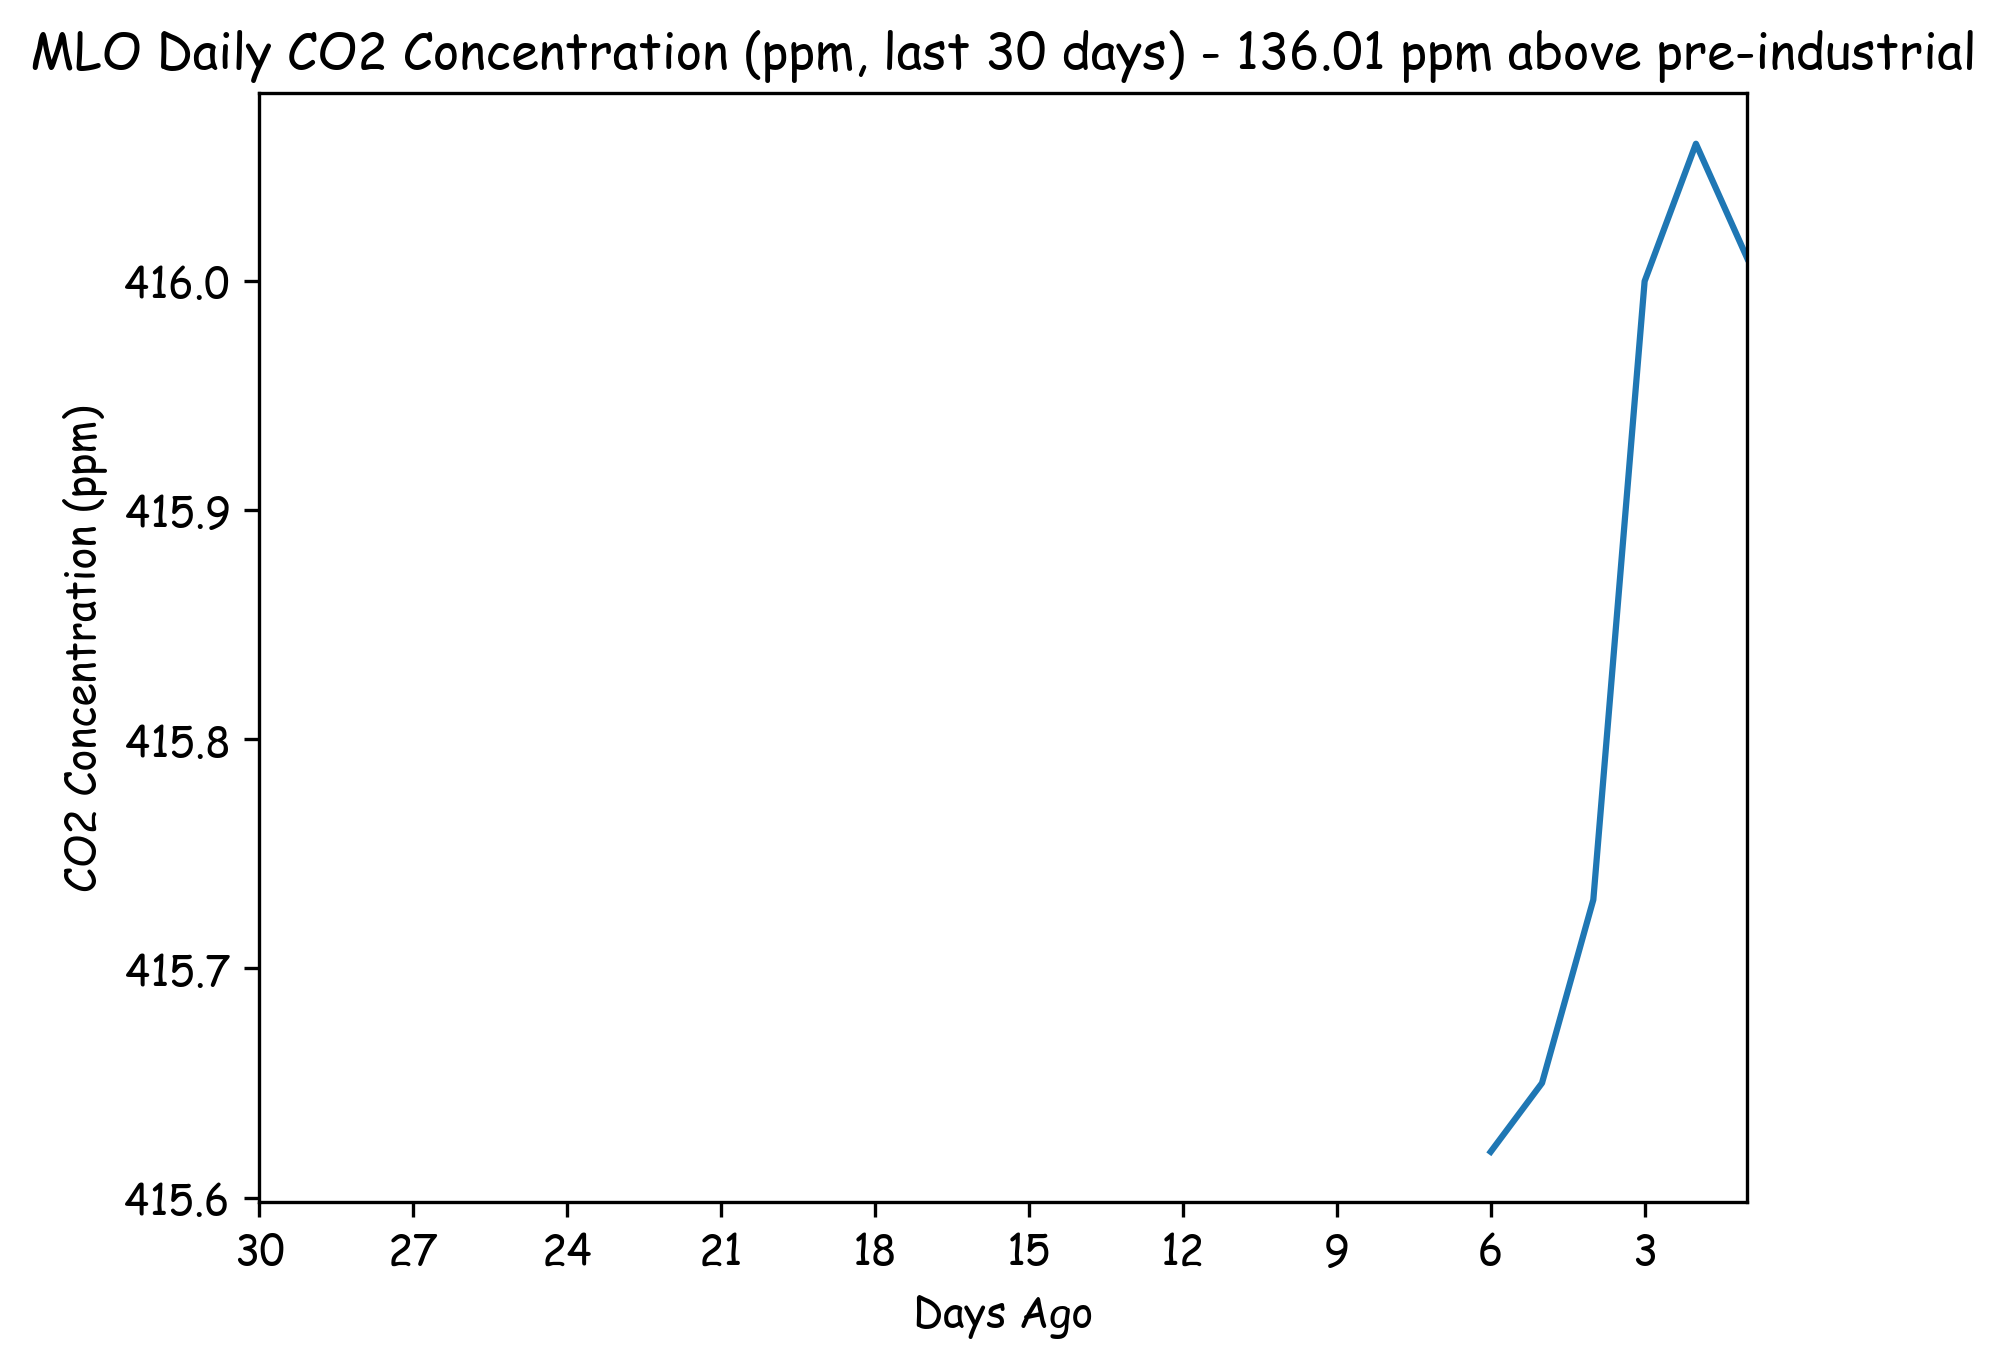 MLO Daily CO2 Concentration (ppm, last 30 days) - 136.01 ppm above pre-industrial
CO2 Concentration (ppm)
416.0
415.9
415.8
415.7
415.6
30 27 24 21 18 15 12 9 6 3
Days Ago